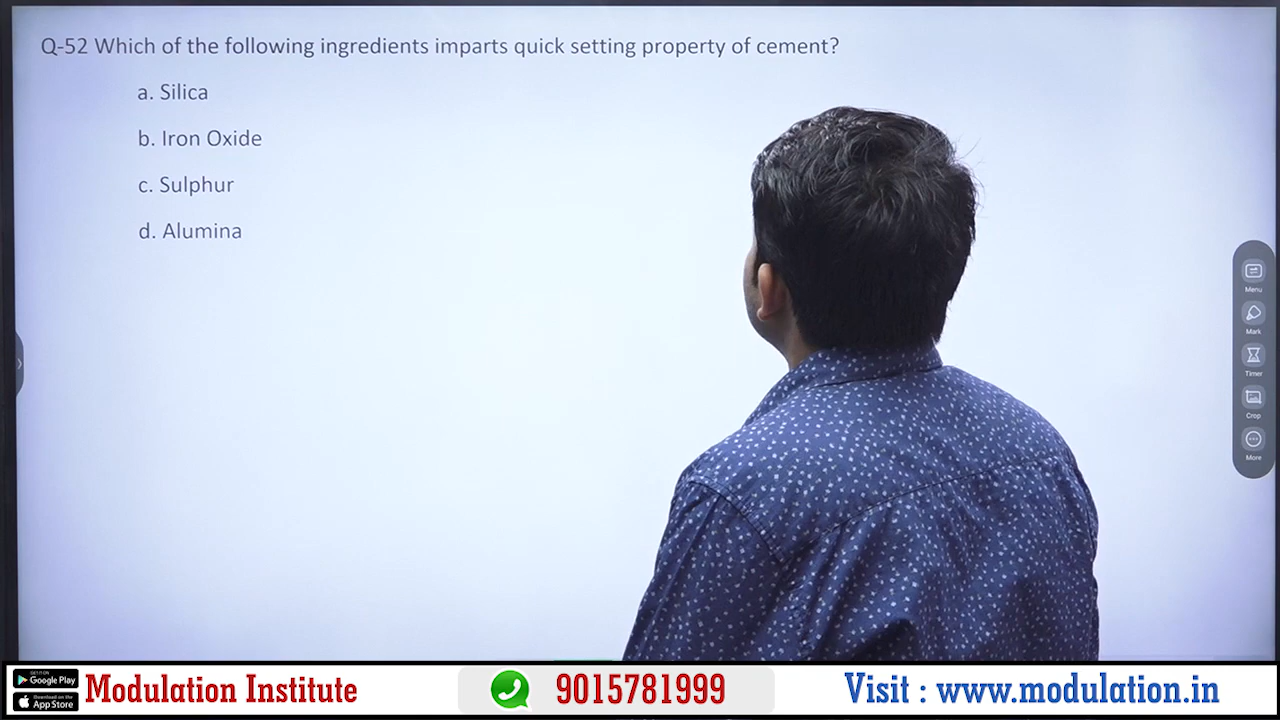 Q-52 Which of the following ingredients imparts quick setting property of cement?
a. Silica
b. Iron Oxide
c. Sulphur
d. Alumina
Menu
Mark
Timer
Crop
More
GET IT ON
Google Play
Download on the
App Store
Modulation Institute
9015781999
Visit : www.modulation.in